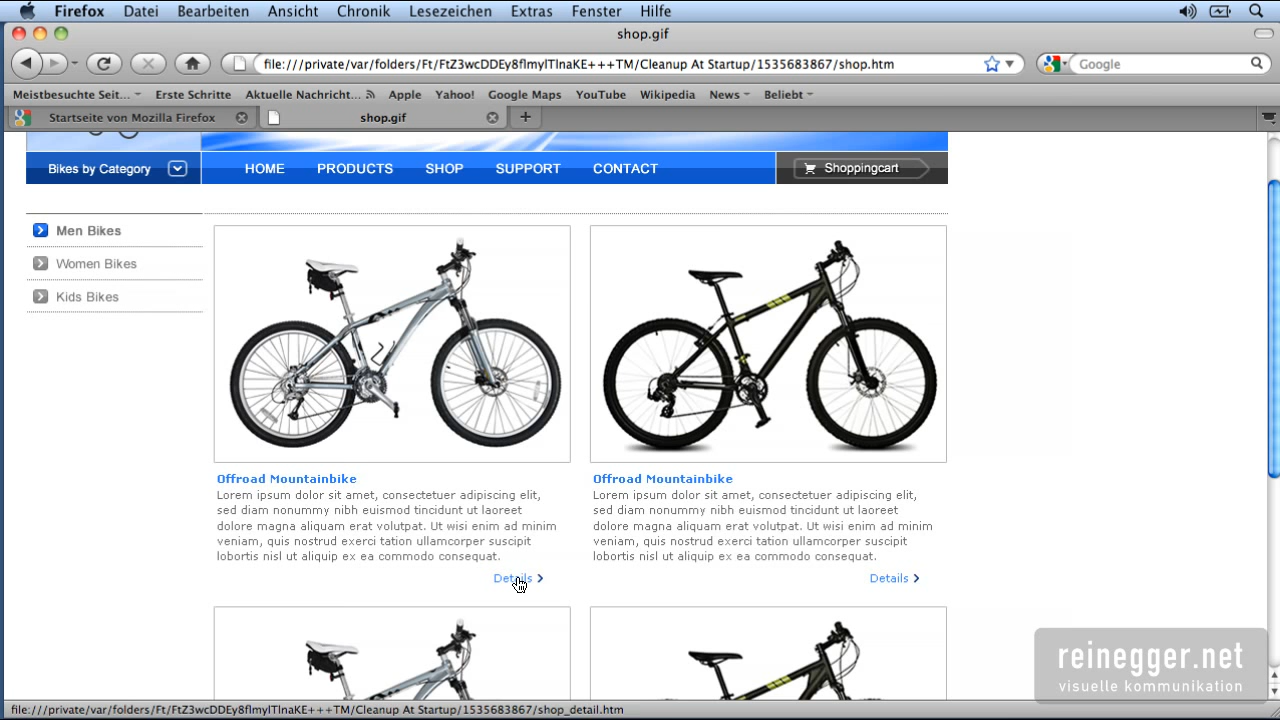 Firefox Datei Bearbeiten Ansicht Chronik Lesezeichen Extras Fenster Hilfe
shop.gif
file:///private/var/folders/Ft/FtZ3wcDDEy8flmylTlnaKE+++TM/Cleanup At Startup/1535683867/shop.htm
Google
Meistbesuchte Seit... Erste Schritte Aktuelle Nachricht... Apple Yahoo! Google Maps YouTube Wikipedia News Beliebt
Startseite von Mozilla Firefox shop.gif
Bikes by Category HOME PRODUCTS SHOP SUPPORT CONTACT Shoppingcart
Men Bikes
Women Bikes
Kids Bikes
Offroad Mountainbike
Lorem ipsum dolor sit amet, consectetuer adipiscing elit,
sed diam nonummy nibh euismod tincidunt ut laoreet
dolore magna aliquam erat volutpat. Ut wisi enim ad minim
veniam, quis nostrud exerci tation ullamcorper suscipit
lobortis nisl ut aliquip ex ea commodo consequat.
Details
Offroad Mountainbike
Lorem ipsum dolor sit amet, consectetuer adipiscing elit,
sed diam nonummy nibh euismod tincidunt ut laoreet
dolore magna aliquam erat volutpat. Ut wisi enim ad minim
veniam, quis nostrud exerci tation ullamcorper suscipit
lobortis nisl ut aliquip ex ea commodo consequat.
Details
reinegger.net
visuelle kommunikation
file:///private/var/folders/Ft/FtZ3wcDDEy8flmylTlnaKE+++TM/Cleanup At Startup/1535683867/shop_detail.htm